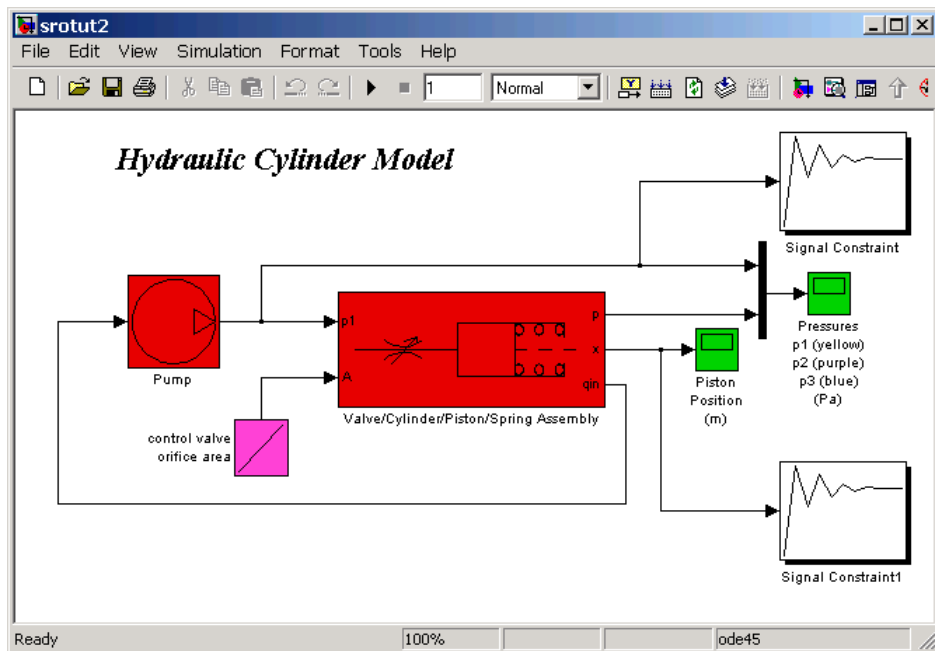 srotut2
File Edit View Simulation Format Tools Help
1 Normal
Hydraulic Cylinder Model
Signal Constraint
p1
p
x
A
qin
Pump
Pressures
p1 (yellow)
p2 (purple)
p3 (blue)
(Pa)
Piston
Position
(m)
Valve/Cylinder/Piston/Spring Assembly
control valve
orifice area
Signal Constraint1
Ready 100% ode45